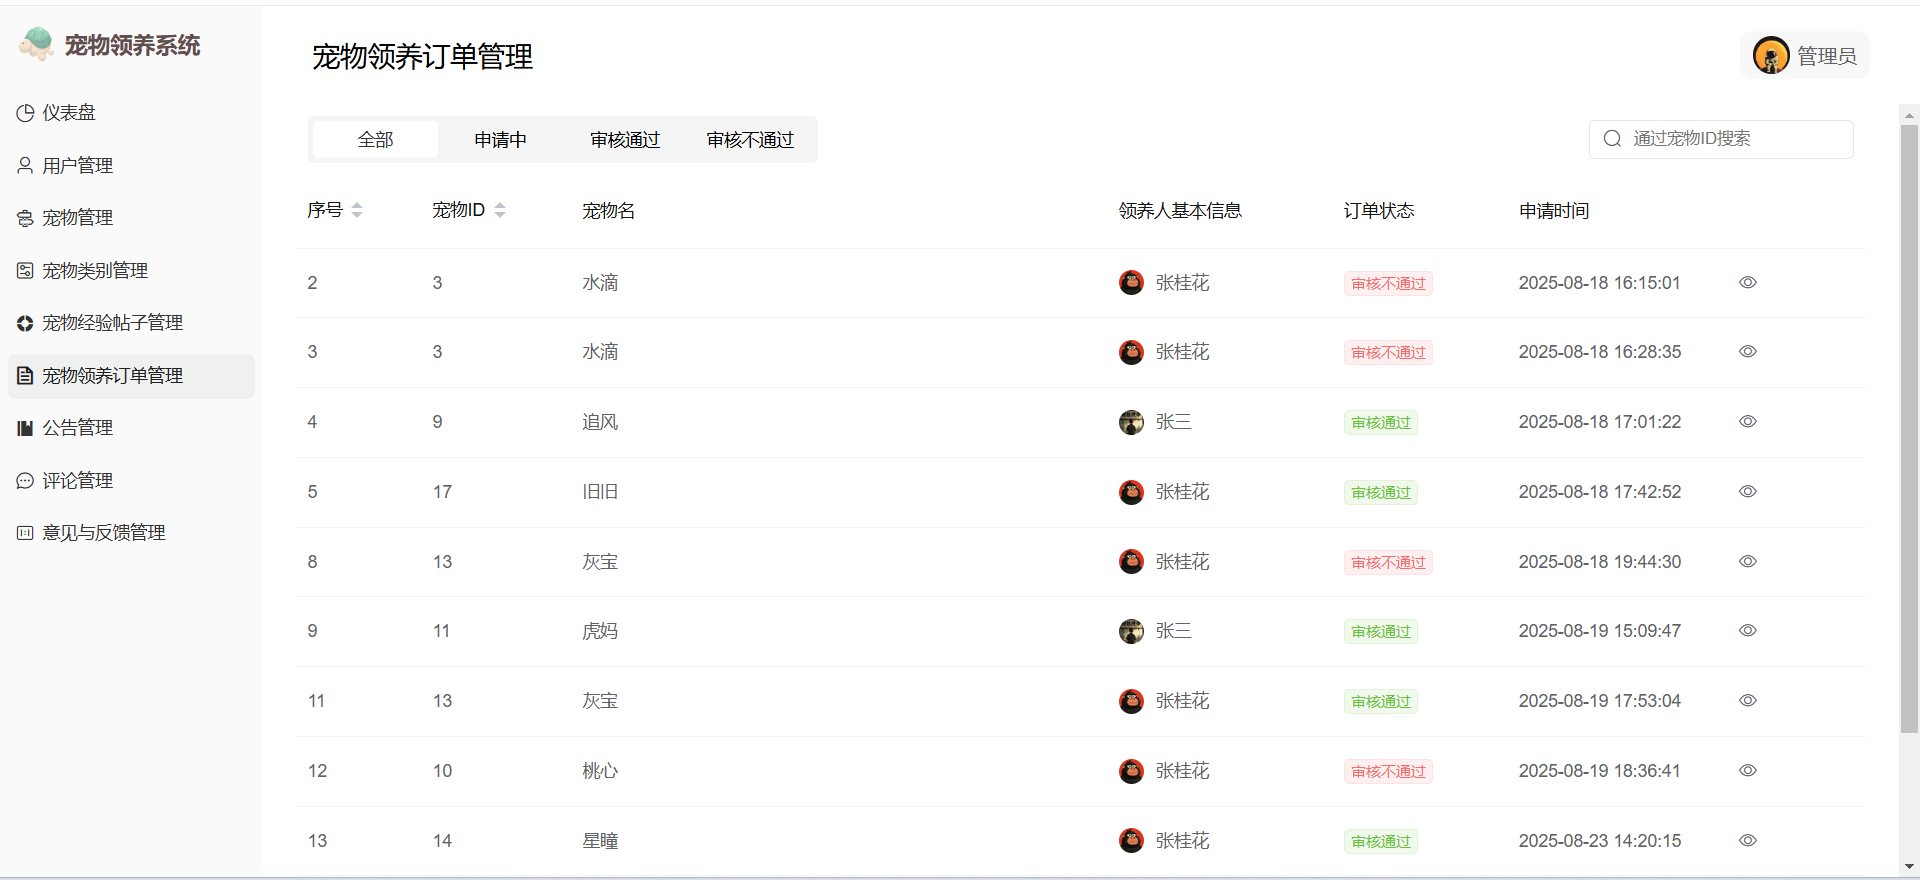 宠物领养系统
仪表盘
用户管理
宠物管理
宠物类别管理
宠物经验帖子管理
宠物领养订单管理
公告管理
评论管理
意见与反馈管理
宠物领养订单管理
管理员
全部 申请中 审核通过 审核不通过
通过宠物ID搜索
序号 宠物ID 宠物名 领养人基本信息 订单状态 申请时间
2 3 水滴 张桂花 审核不通过 2025-08-18 16:15:01
3 3 水滴 张桂花 审核不通过 2025-08-18 16:28:35
4 9 追风 张三 审核通过 2025-08-18 17:01:22
5 17 旧旧 张桂花 审核通过 2025-08-18 17:42:52
8 13 灰宝 张桂花 审核不通过 2025-08-18 19:44:30
9 11 虎妈 张三 审核通过 2025-08-19 15:09:47
11 13 灰宝 张桂花 审核通过 2025-08-19 17:53:04
12 10 桃心 张桂花 审核不通过 2025-08-19 18:36:41
13 14 星瞳 张桂花 审核通过 2025-08-23 14:20:15